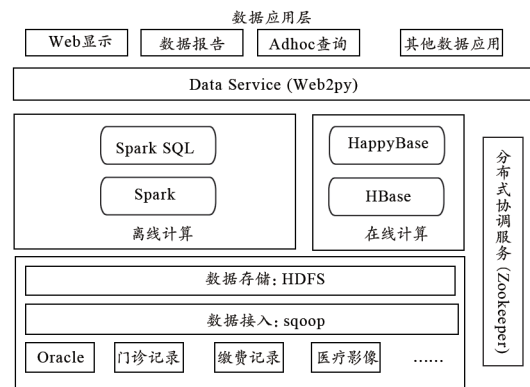 数据应用层
Web显示
数据报告
Adhoc查询
其他数据应用
Data Service (Web2py)
Spark SQL
Spark
离线计算
HappyBase
HBase
在线计算
分布式协调服务(Zookeeper)
数据存储: HDFS
数据接入: sqoop
Oracle
门诊记录
缴费记录
医疗影像
……